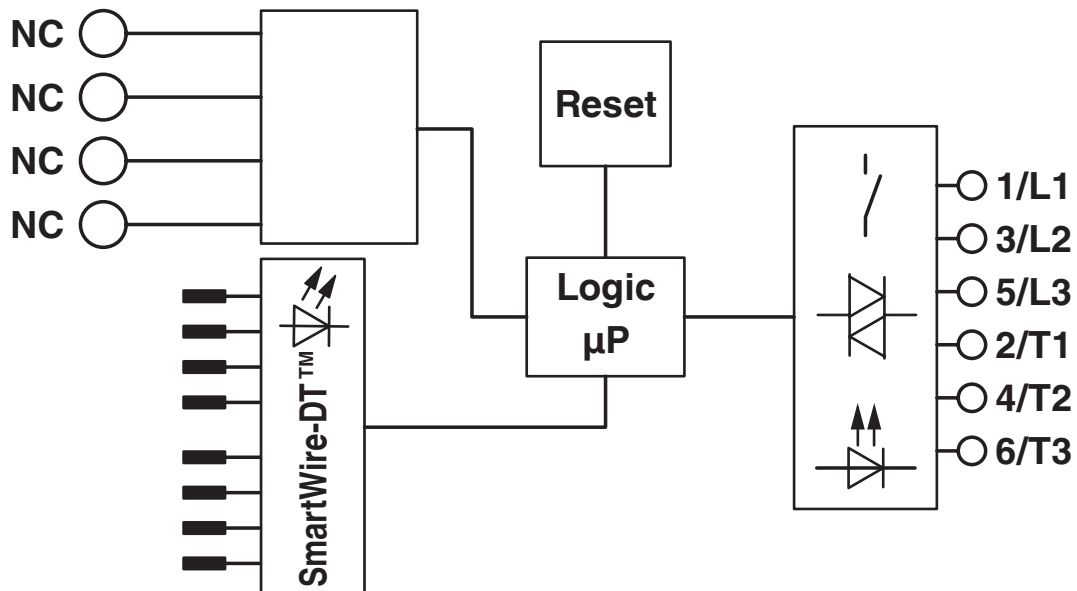 NC
NC
NC
NC
Reset
Logic
µP
SmartWire-DT™
1/L1
3/L2
5/L3
2/T1
4/T2
6/T3